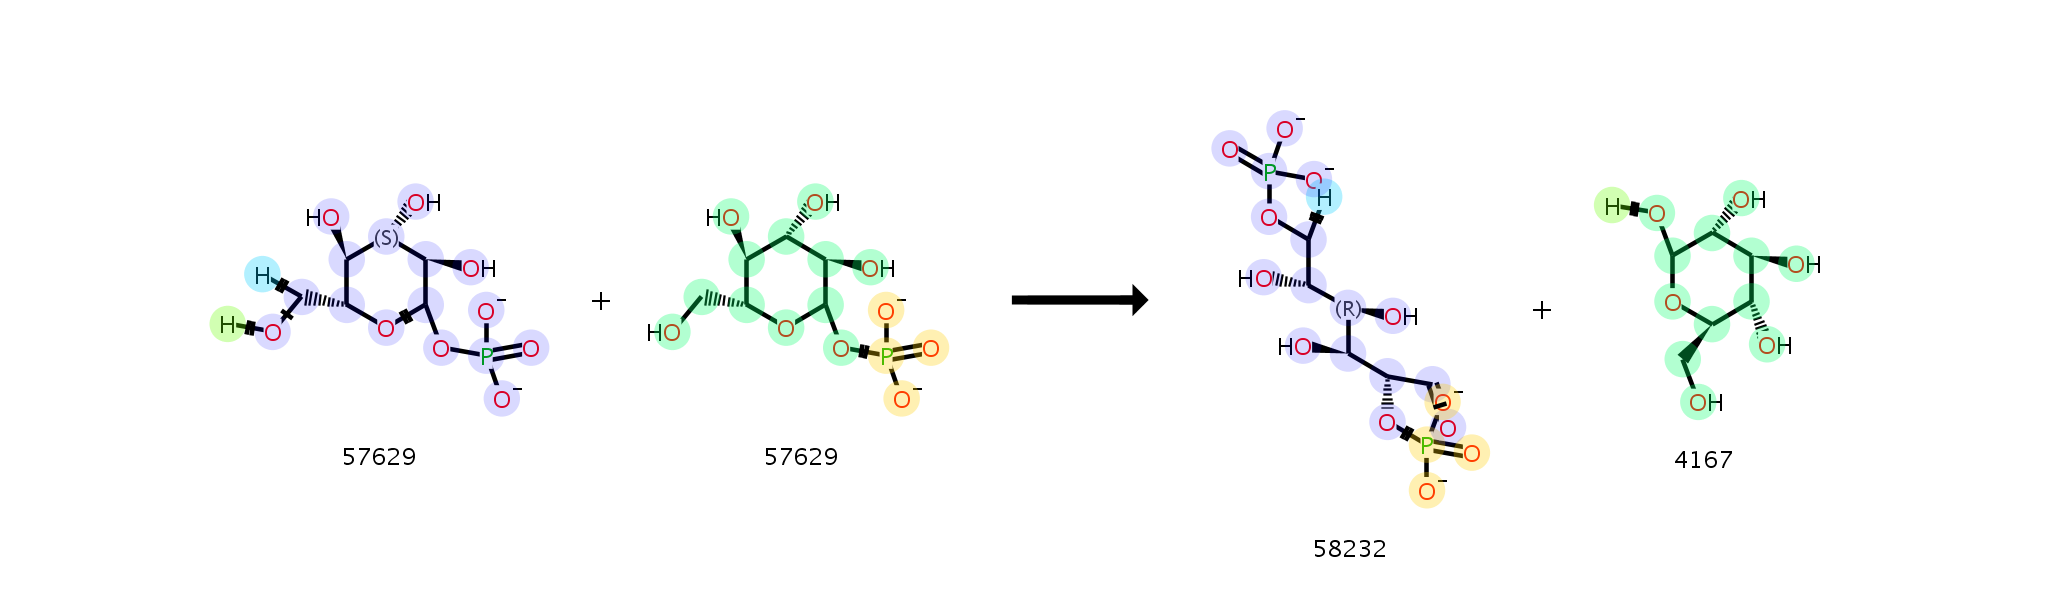 HO (S) OH H OH O⁻ H O O O P O O⁻
57629
+
HO OH OH O⁻ HO O O P O O⁻
57629
O⁻ O P O⁻ H O HO (R) OH HO O⁻ O O P O O⁻
58232
+
H O OH OH O OH OH
4167